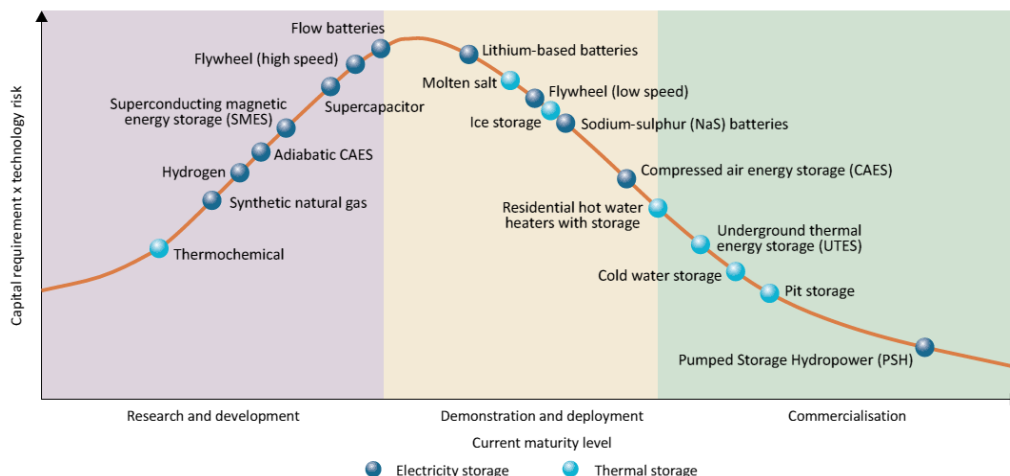 Capital requirement x technology risk
Flow batteries
Flywheel (high speed)
Supercapacitor
Superconducting magnetic
energy storage (SMES)
Adiabatic CAES
Hydrogen
Synthetic natural gas
Thermochemical
Lithium-based batteries
Molten salt
Flywheel (low speed)
Ice storage
Sodium-sulphur (NaS) batteries
Compressed air energy storage (CAES)
Residential hot water
heaters with storage
Underground thermal
energy storage (UTES)
Cold water storage
Pit storage
Pumped Storage Hydropower (PSH)
Research and development
Demonstration and deployment
Commercialisation
Current maturity level
Electricity storage
Thermal storage